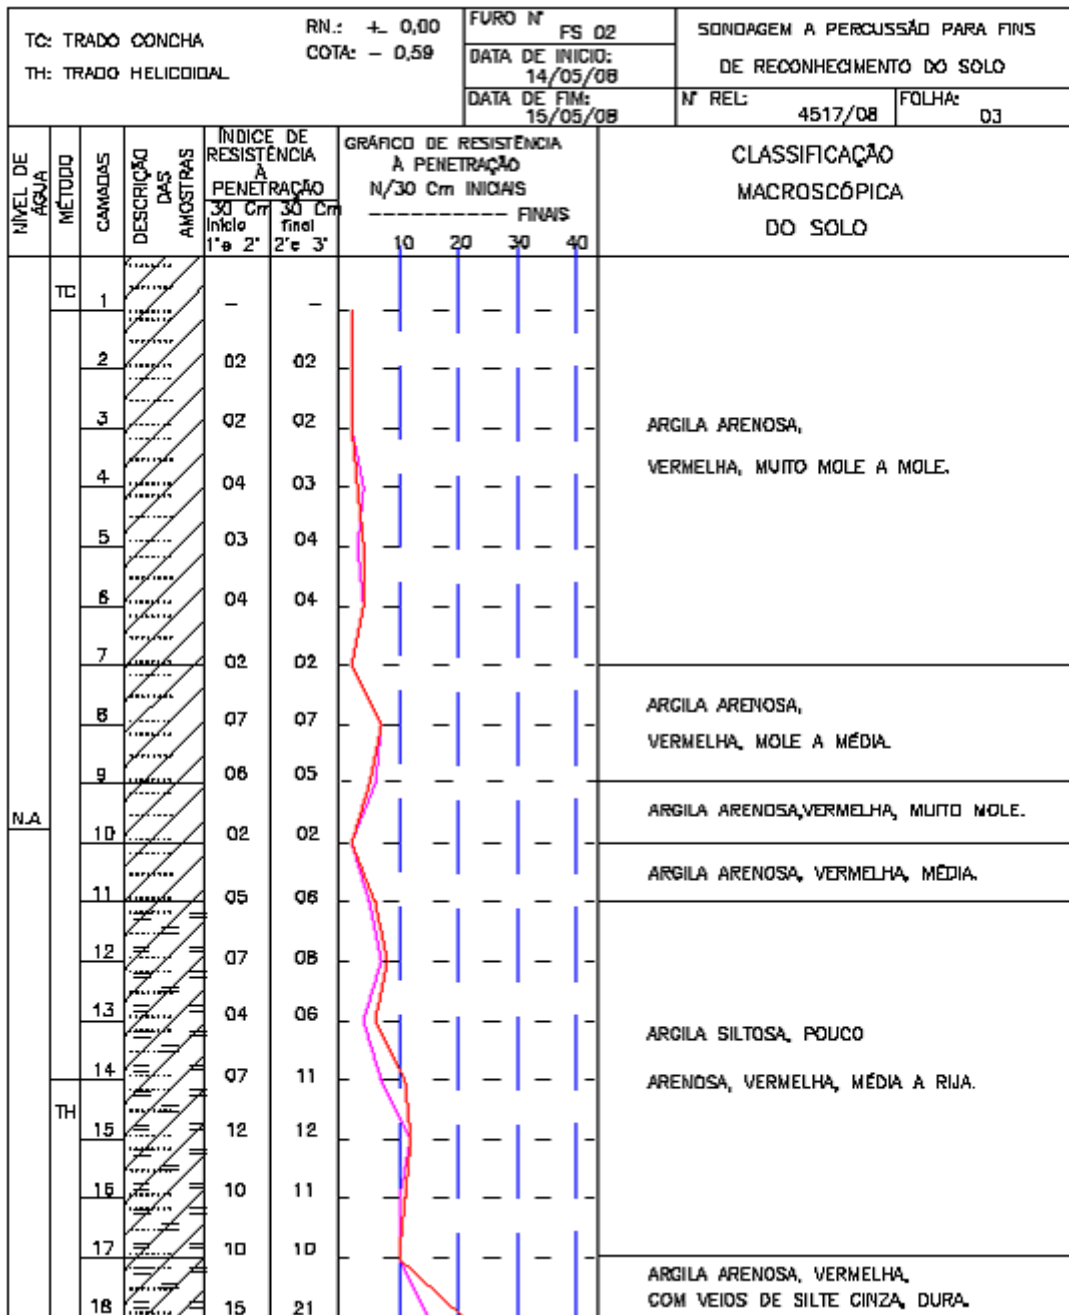 TC: TRADO CONCHA
TH: TRADO HELICOIDAL
RN.: +- 0,00
COTA: - 0,59
FURO N°
FS 02
DATA DE INICIO:
14/05/08
DATA DE FIM:
15/05/08
SONDAGEM A PERCUSSÃO PARA FINS
DE RECONHECIMENTO DO SOLO
N° REL:
4517/08
FOLHA:
03
NÍVEL DE
ÁGUA
MÉTODO
CAMADAS
DESCRIÇÃO
DAS
AMOSTRAS
ÍNDICE DE
RESISTÊNCIA
À
PENETRAÇÃO
30 Cm
Início
1°e 2°
30 Cm
final
2°e 3°
GRÁFICO DE RESISTÊNCIA
À PENETRAÇÃO
N/30 Cm INICIAIS
---------- FINAIS
10 20 30 40
CLASSIFICAÇÃO
MACROSCÓPICA
DO SOLO
TC
1 - -
2 02 02
3 02 02
4 04 03
5 03 04
6 04 04
7 02 02
ARGILA ARENOSA,
VERMELHA, MUITO MOLE A MOLE.
8 07 07
9 06 05
ARGILA ARENOSA,
VERMELHA, MOLE A MÉDIA.
N.A
10 02 02
ARGILA ARENOSA,VERMELHA, MUITO MOLE.
11 05 06
ARGILA ARENOSA, VERMELHA, MÉDIA.
12 07 08
13 04 06
14 07 11
TH
15 12 12
16 10 11
17 10 10
ARGILA SILTOSA, POUCO
ARENOSA, VERMELHA, MÉDIA A RIJA.
18 15 21
ARGILA ARENOSA, VERMELHA,
COM VEIOS DE SILTE CINZA, DURA.